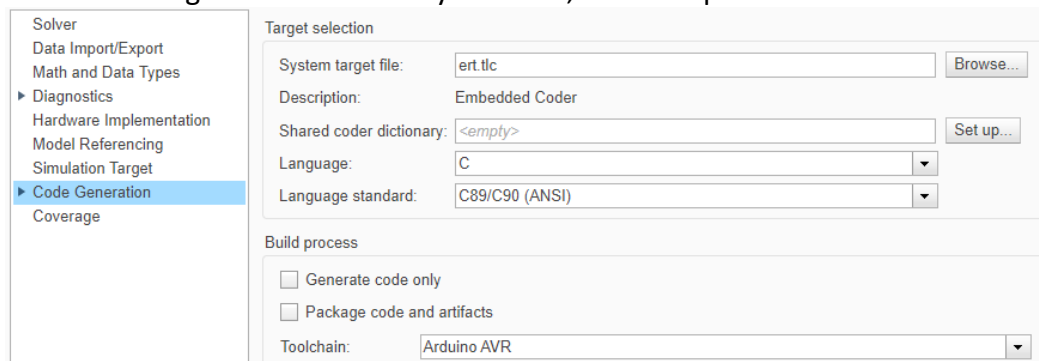 Solver
Data Import/Export
Math and Data Types
Diagnostics
Hardware Implementation
Model Referencing
Simulation Target
Code Generation
Coverage
Target selection
System target file: ert.tlc Browse...
Description: Embedded Coder
Shared coder dictionary: <empty> Set up...
Language: C
Language standard: C89/C90 (ANSI)
Build process
Generate code only
Package code and artifacts
Toolchain: Arduino AVR